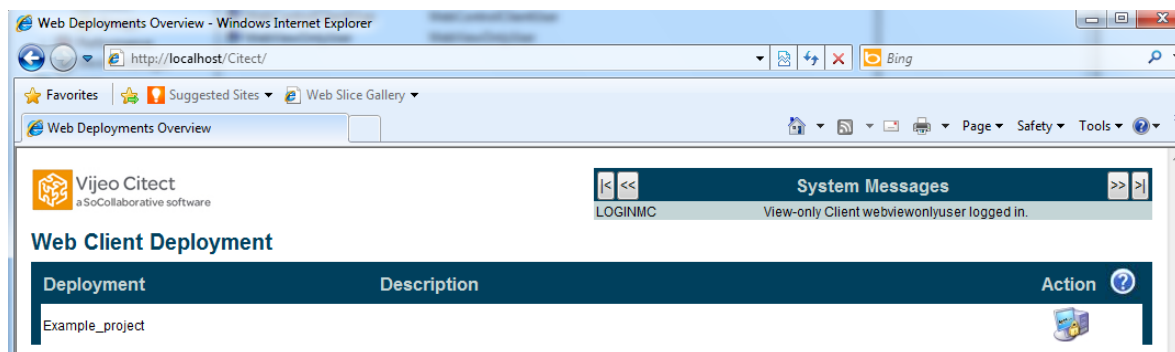 Web Deployments Overview - Windows Internet Explorer
http://localhost/Citect/
Bing
Favorites Suggested Sites Web Slice Gallery
Web Deployments Overview Page Safety Tools
Vijeo Citect
a SoCollaborative software
|< << System Messages >> >|
LOGINMC View-only Client webviewonlyuser logged in.
Web Client Deployment
Deployment Description Action ?
Example_project